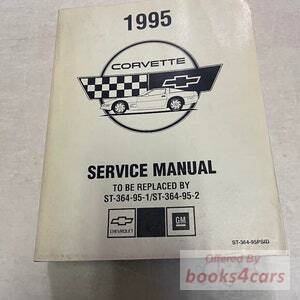 1995
CORVETTE
SERVICE MANUAL
TO BE REPLACED BY
ST-364-95-1/ST-364-95-2
CHEVROLET
GM
ST-364-95PSID
Offered By
books4cars